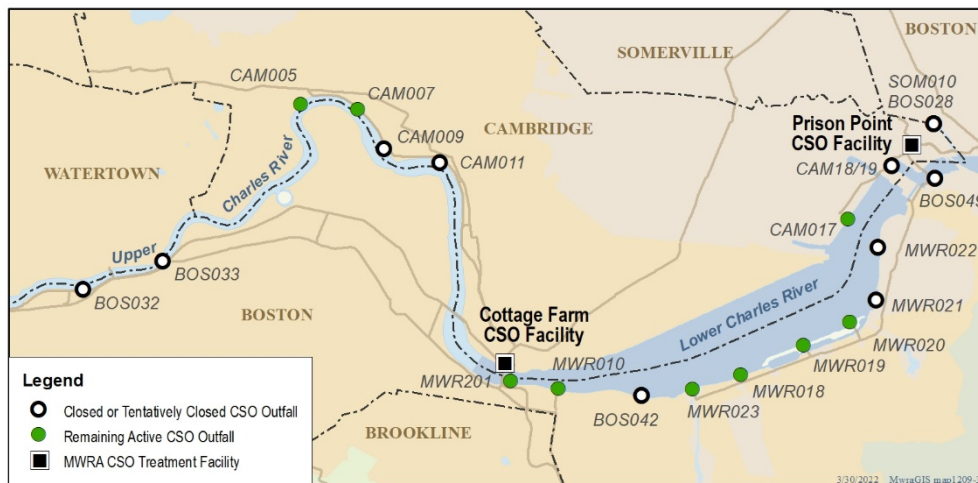 BOSTON
SOMERVILLE
CAM005
SOM010
BOS028
CAM007
Prison Point
CSO Facility
CAM009
CAMBRIDGE
CAM011
CAM18/19
WATERTOWN
Charles River
BOS049
CAM017
Upper
MWR022
BOS033
BOS032
MWR021
BOSTON
Cottage Farm
CSO Facility
Lower Charles River
MWR020
MWR010
MWR019
MWR201
MWR018
BOS042
MWR023
BROOKLINE
Legend
Closed or Tentatively Closed CSO Outfall
Remaining Active CSO Outfall
MWRA CSO Treatment Facility
3/30/2022 MwraGIS map1209-